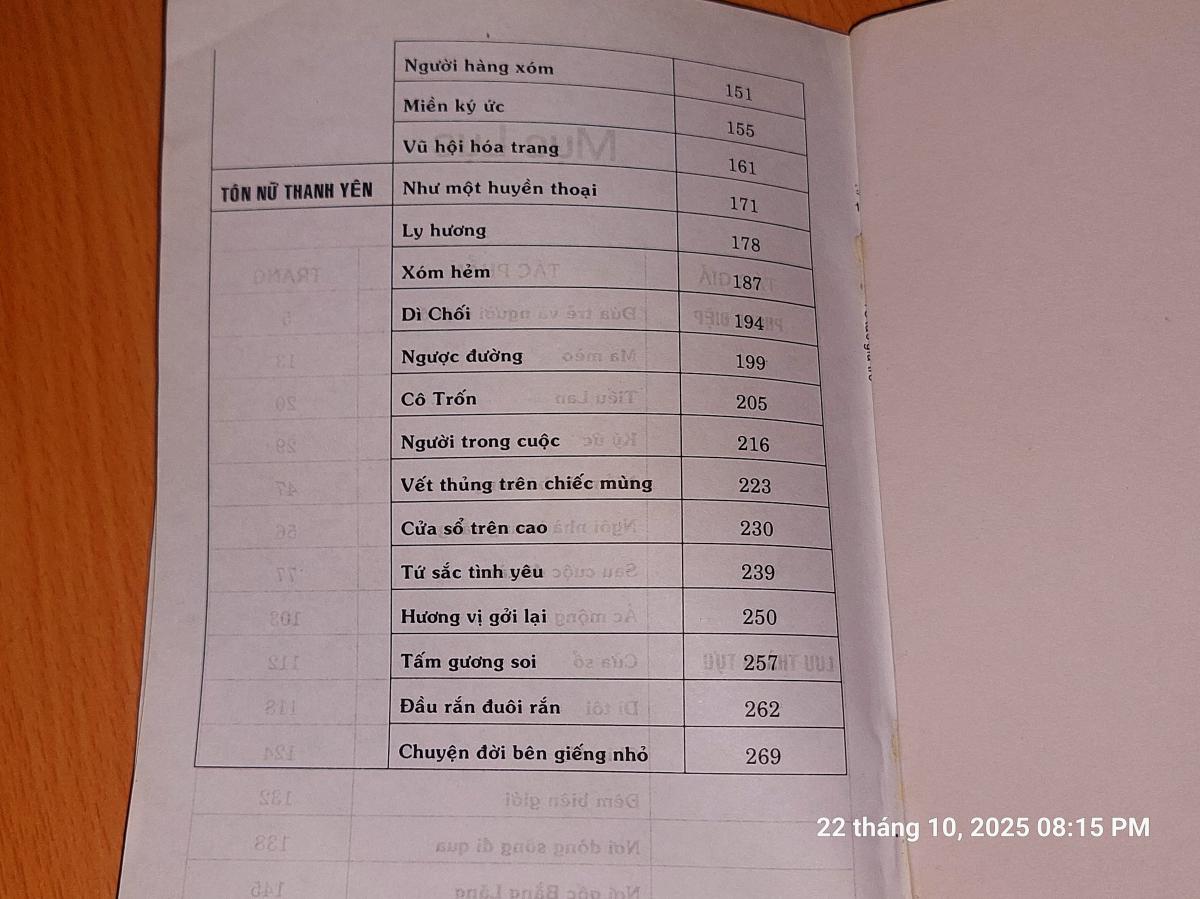 Người hàng xóm 151
Miền ký ức 155
Vũ hội hóa trang 161
TÔN NỮ THANH YÊN Như một huyền thoại 171
Ly hương 178
Xóm hẻm 187
Dì Chối 194
Ngược đường 199
Cô Trốn 205
Người trong cuộc 216
Vết thủng trên chiếc mùng 223
Cửa sổ trên cao 230
Tứ sắc tình yêu 239
Hương vị gởi lại 250
Tấm gương soi 257
Đầu rắn đuôi rắn 262
Chuyện đời bên giếng nhỏ 269
22 tháng 10, 2025 08:15 PM